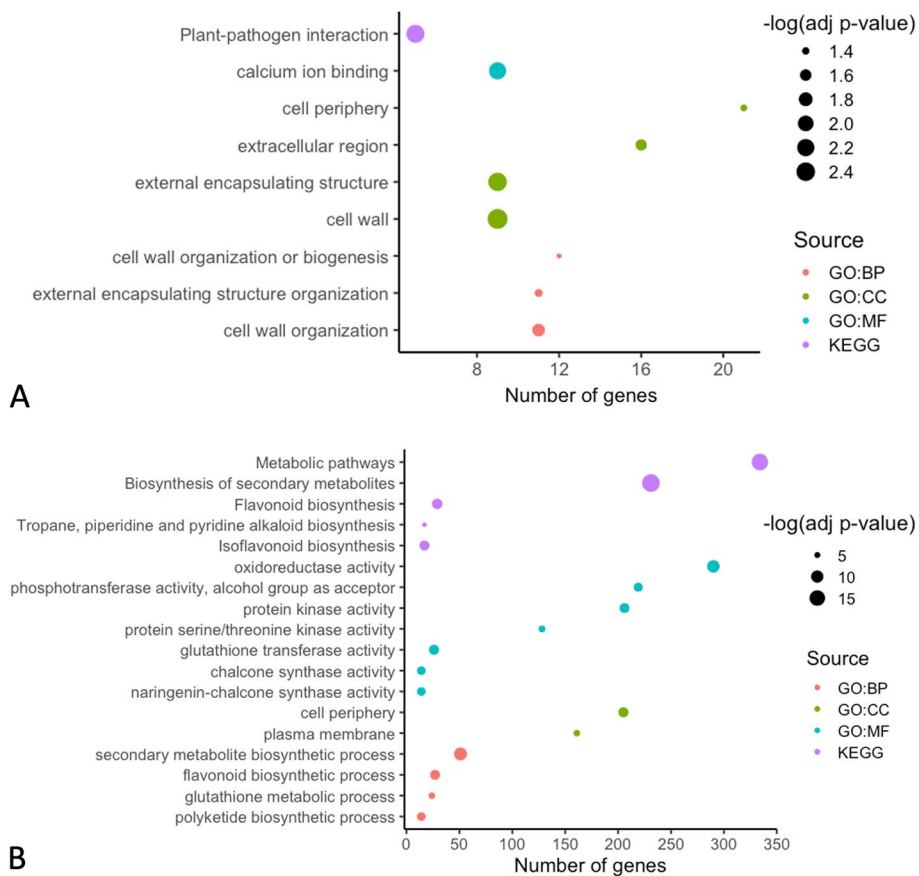 Plant-pathogen interaction
calcium ion binding
cell periphery
extracellular region
external encapsulating structure
cell wall
cell wall organization or biogenesis
external encapsulating structure organization
cell wall organization
8 12 16 20
Number of genes
-log(adj p-value)
1.4
1.6
1.8
2.0
2.2
2.4
Source
GO:BP
GO:CC
GO:MF
KEGG
A
Metabolic pathways
Biosynthesis of secondary metabolites
Flavonoid biosynthesis
Tropane, piperidine and pyridine alkaloid biosynthesis
Isoflavonoid biosynthesis
oxidoreductase activity
phosphotransferase activity, alcohol group as acceptor
protein kinase activity
protein serine/threonine kinase activity
glutathione transferase activity
chalcone synthase activity
naringenin-chalcone synthase activity
cell periphery
plasma membrane
secondary metabolite biosynthetic process
flavonoid biosynthetic process
glutathione metabolic process
polyketide biosynthetic process
0 50 100 150 200 250 300 350
Number of genes
-log(adj p-value)
5
10
15
Source
GO:BP
GO:CC
GO:MF
KEGG
B